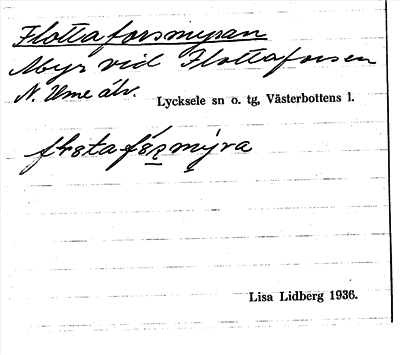 Flottaforsmyran
Myr vid Flottaforsen
N. Ume älv.
Lycksele sn o. tg, Västerbottens l.
Lisa Lidberg 1936.